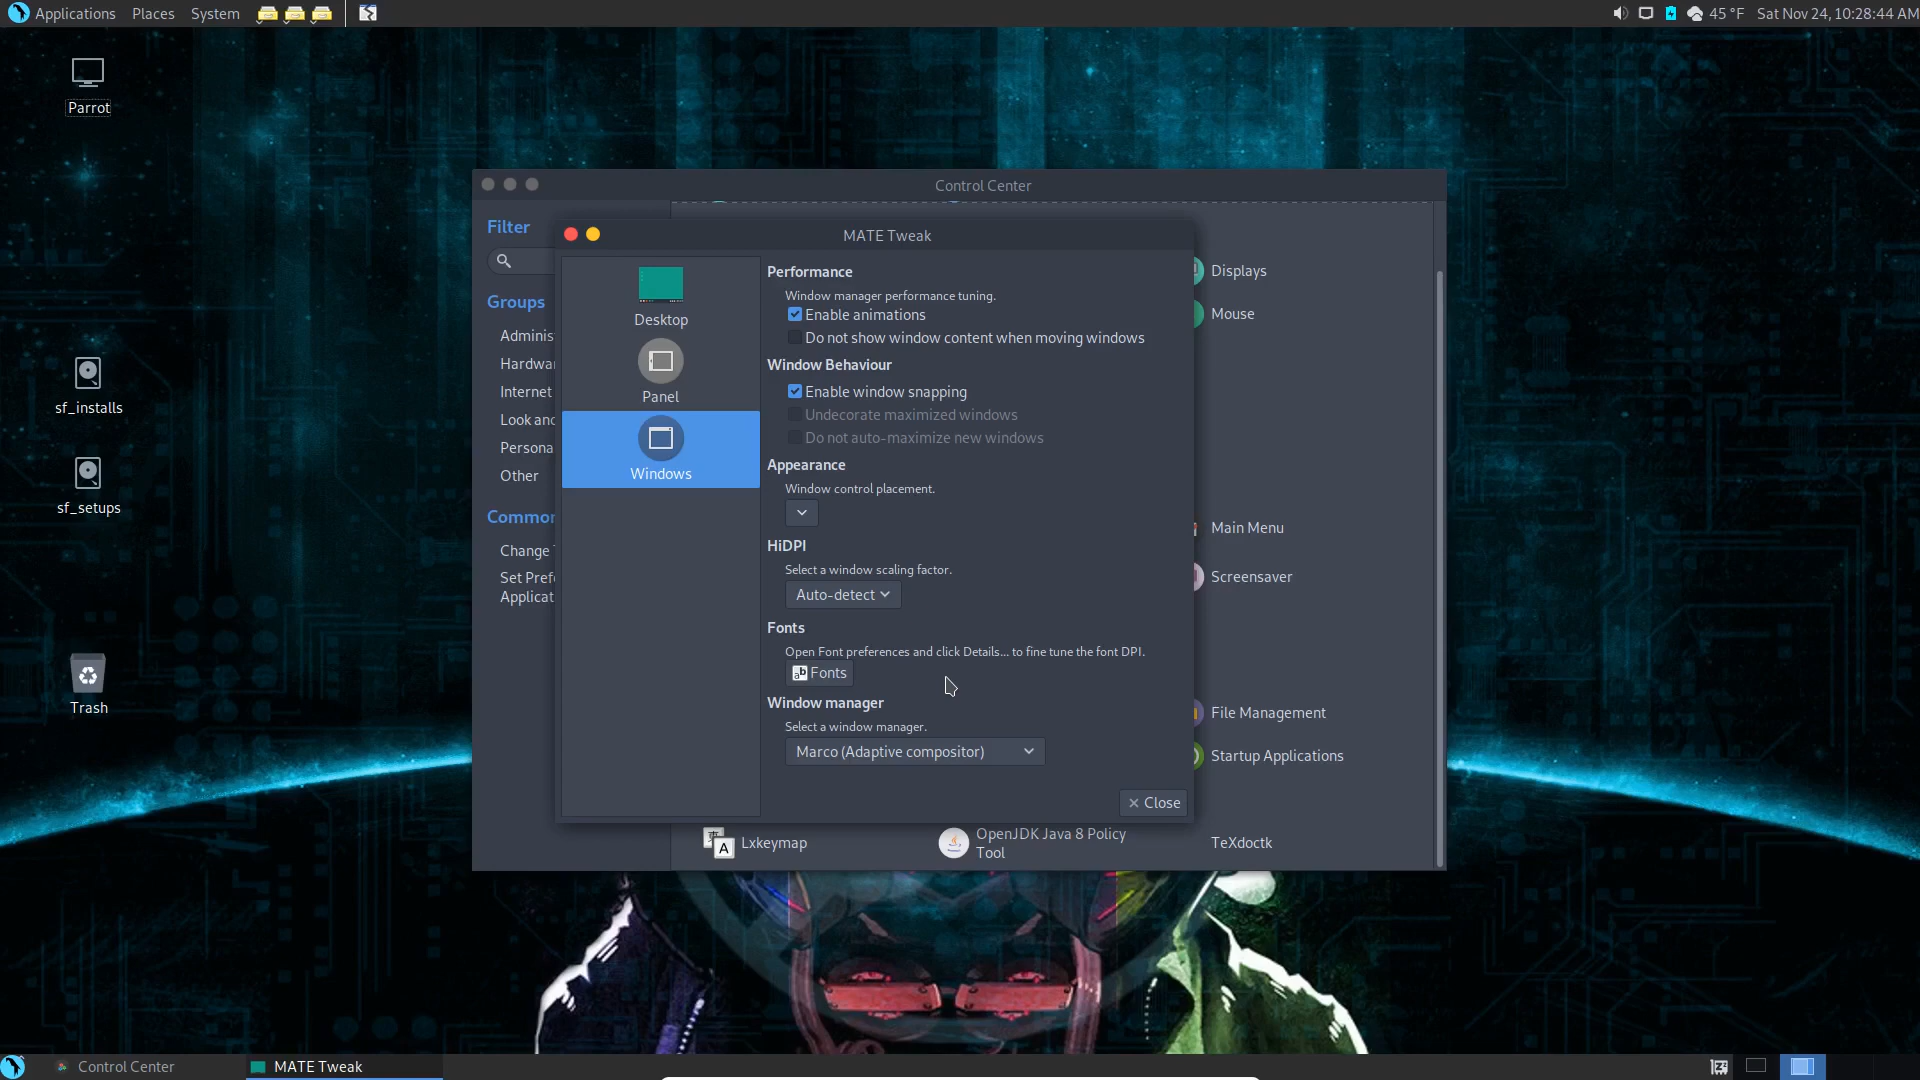 Applications Places System
45 °F Sat Nov 24, 10:28:44 AM
Parrot
sf_installs
sf_setups
Trash
Control Center
Filter
Groups
Adminis
Hardwa
Internet
Look and
Persona
Other
Common
Change
Set Pref
Applicat
MATE Tweak
Desktop
Panel
Windows
Performance
Window manager performance tuning.
Enable animations
Do not show window content when moving windows
Window Behaviour
Enable window snapping
Undecorate maximized windows
Do not auto-maximize new windows
Appearance
Window control placement.
HiDPI
Select a window scaling factor.
Auto-detect
Fonts
Open Font preferences and click Details... to fine tune the font DPI.
Fonts
Window manager
Select a window manager.
Marco (Adaptive compositor)
Close
Displays
Mouse
Main Menu
Screensaver
File Management
Startup Applications
Lxkeymap
OpenJDK Java 8 Policy
Tool
TeXdoctk
Control Center
MATE Tweak